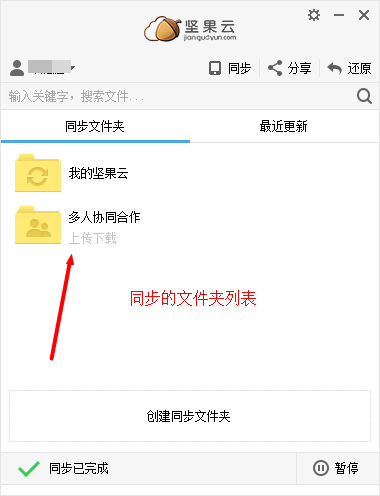 坚果云
jianguoyun.com
同步
分享
还原
输入关键字，搜索文件...
同步文件夹
最近更新
我的坚果云
多人协同合作
上传下载
同步的文件夹列表
创建同步文件夹
同步已完成
暂停